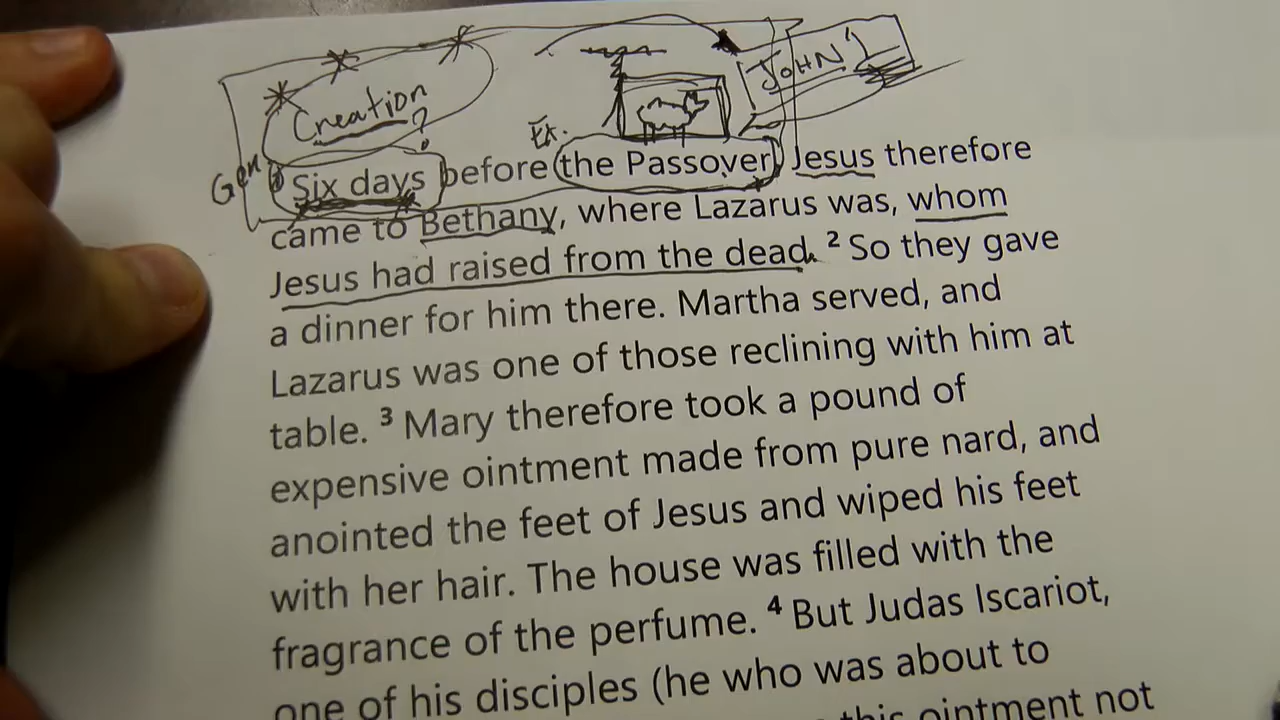 Creation
?
Ex.
JOHN 1
Gen
Six days before the Passover, Jesus therefore
came to Bethany, where Lazarus was, whom
Jesus had raised from the dead. 2 So they gave
a dinner for him there. Martha served, and
Lazarus was one of those reclining with him at
table. 3 Mary therefore took a pound of
expensive ointment made from pure nard, and
anointed the feet of Jesus and wiped his feet
with her hair. The house was filled with the
fragrance of the perfume. 4 But Judas Iscariot,
one of his disciples (he who was about to
this ointment not